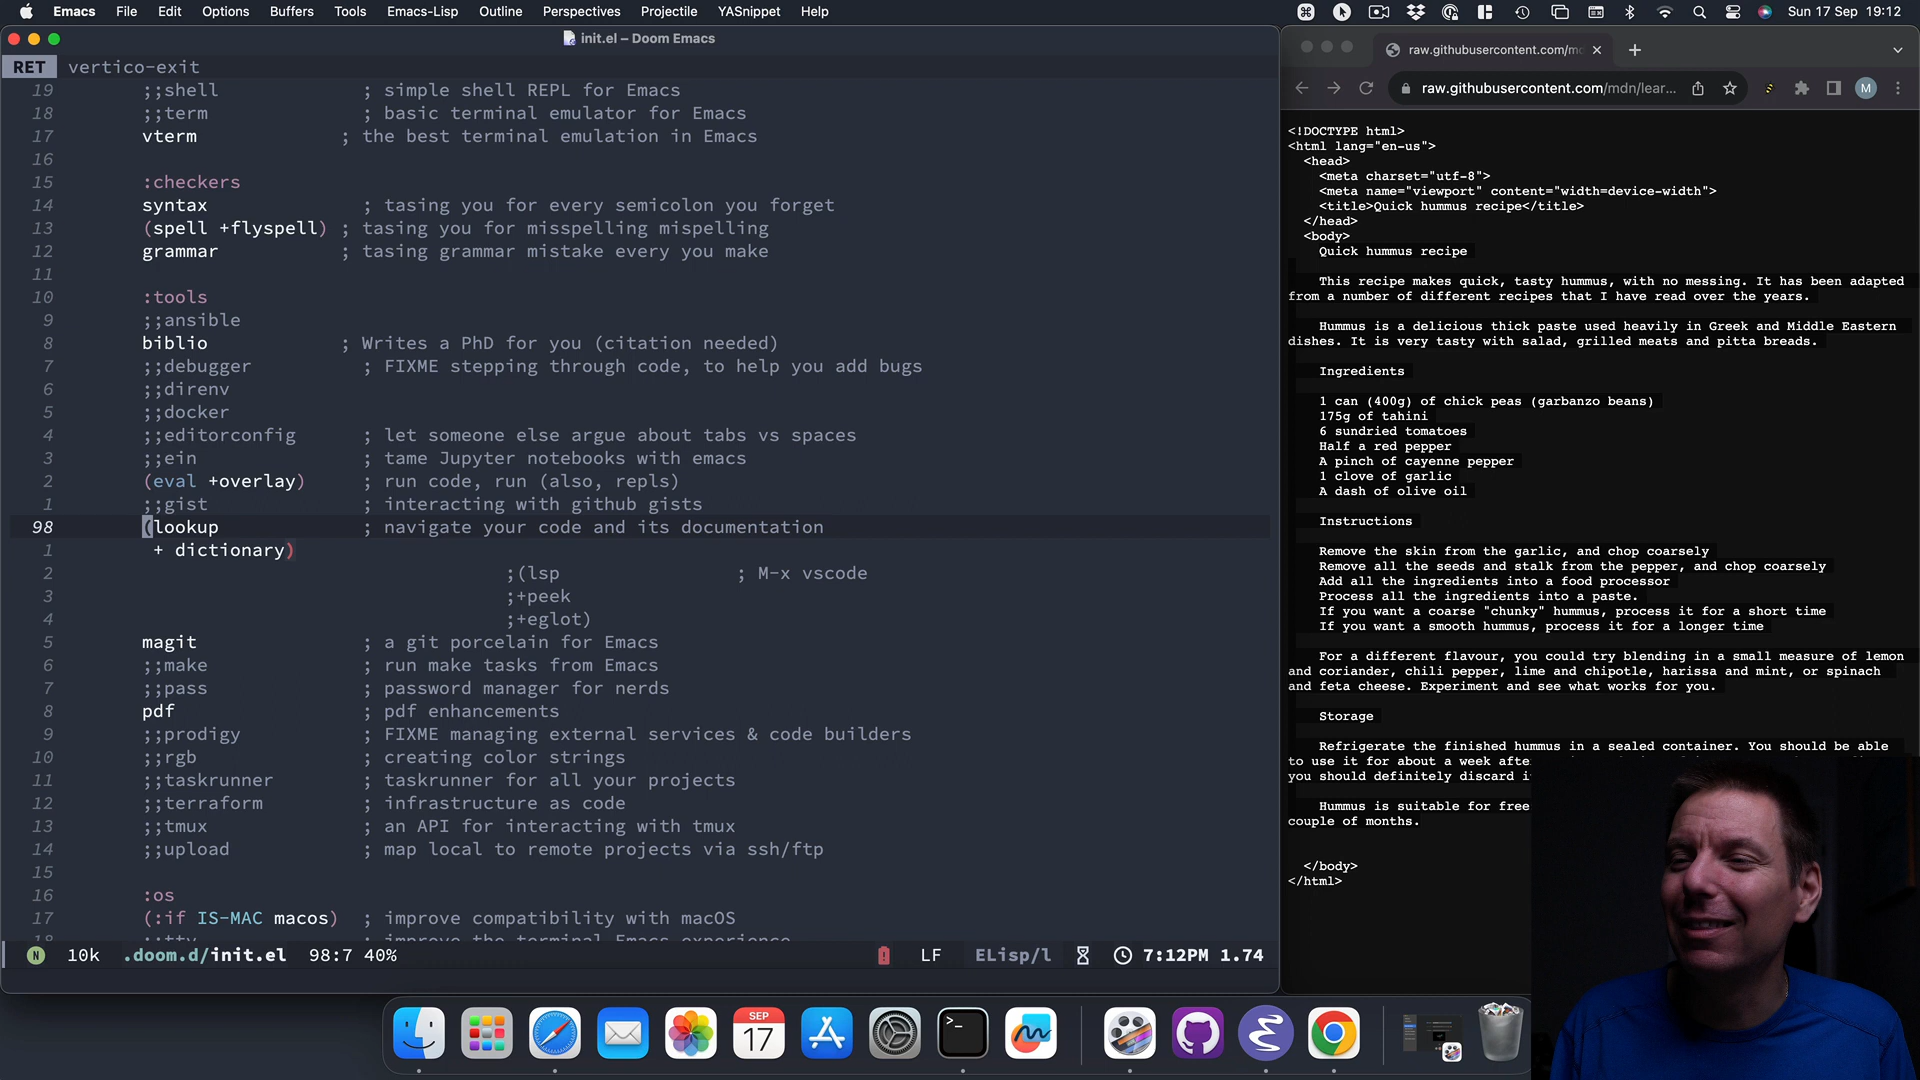 Emacs File Edit Options Buffers Tools Emacs-Lisp Outline Perspectives Projectile YASnippet Help Sun 17 Sep 19:12
init.el – Doom Emacs
RET vertico-exit
19 ;;shell ; simple shell REPL for Emacs
18 ;;term ; basic terminal emulator for Emacs
17 vterm ; the best terminal emulation in Emacs
16
15 :checkers
14 syntax ; tasing you for every semicolon you forget
13 (spell +flyspell) ; tasing you for misspelling mispelling
12 grammar ; tasing grammar mistake every you make
11
10 :tools
9 ;;ansible
8 biblio ; Writes a PhD for you (citation needed)
7 ;;debugger ; FIXME stepping through code, to help you add bugs
6 ;;direnv
5 ;;docker
4 ;;editorconfig ; let someone else argue about tabs vs spaces
3 ;;ein ; tame Jupyter notebooks with emacs
2 (eval +overlay) ; run code, run (also, repls)
1 ;;gist ; interacting with github gists
98 (lookup ; navigate your code and its documentation
1 + dictionary)
2 ;(lsp ; M-x vscode
3 ;+peek
4 ;+eglot)
5 magit ; a git porcelain for Emacs
6 ;;make ; run make tasks from Emacs
7 ;;pass ; password manager for nerds
8 pdf ; pdf enhancements
9 ;;prodigy ; FIXME managing external services & code builders
10 ;;rgb ; creating color strings
11 ;;taskrunner ; taskrunner for all your projects
12 ;;terraform ; infrastructure as code
13 ;;tmux ; an API for interacting with tmux
14 ;;upload ; map local to remote projects via ssh/ftp
15
16 :os
17 (:if IS-MAC macos) ; improve compatibility with macOS
18 ;;tty ; improve the terminal Emacs experience
N 10k .doom.d/init.el 98:7 40% LF ELisp/l 7:12PM 1.74
raw.githubusercontent.com/m
raw.githubusercontent.com/mdn/lear... M
<!DOCTYPE html>
<html lang="en-us">
<head>
<meta charset="utf-8">
<meta name="viewport" content="width=device-width">
<title>Quick hummus recipe</title>
</head>
<body>
Quick hummus recipe
This recipe makes quick, tasty hummus, with no messing. It has been adapted
from a number of different recipes that I have read over the years.
Hummus is a delicious thick paste used heavily in Greek and Middle Eastern
dishes. It is very tasty with salad, grilled meats and pitta breads.
Ingredients
1 can (400g) of chick peas (garbanzo beans)
175g of tahini
6 sundried tomatoes
Half a red pepper
A pinch of cayenne pepper
1 clove of garlic
A dash of olive oil
Instructions
Remove the skin from the garlic, and chop coarsely
Remove all the seeds and stalk from the pepper, and chop coarsely
Add all the ingredients into a food processor
Process all the ingredients into a paste.
If you want a coarse "chunky" hummus, process it for a short time
If you want a smooth hummus, process it for a longer time
For a different flavour, you could try blending in a small measure of lemon
and coriander, chili pepper, lime and chipotle, harissa and mint, or spinach
and feta cheese. Experiment and see what works for you.
Storage
Refrigerate the finished hummus in a sealed container. You should be able
to use it for about a week after
you should definitely discard i
Hummus is suitable for free
couple of months.
</body>
</html>
SEP
17